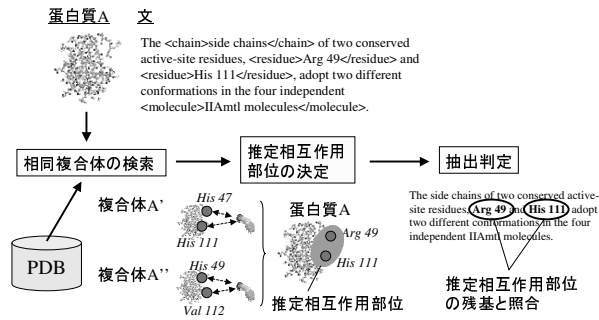 蛋白質A 文
The <chain>side chains</chain> of two conserved
active-site residues, <residue>Arg 49</residue> and
<residue>His 111</residue>, adopt two different
conformations in the four independent
<molecule>IIAmtl molecules</molecule>.
相同複合体の検索
推定相互作用
部位の決定
抽出判定
PDB
複合体A'
His 47
His 111
複合体A''
His 49
Val 112
蛋白質A
Arg 49
His 111
推定相互作用部位
The side chains of two conserved active-
site residues, Arg 49 and His 111, adopt
two different conformations in the four
independent IIAmtl molecules.
推定相互作用部位
の残基と照合